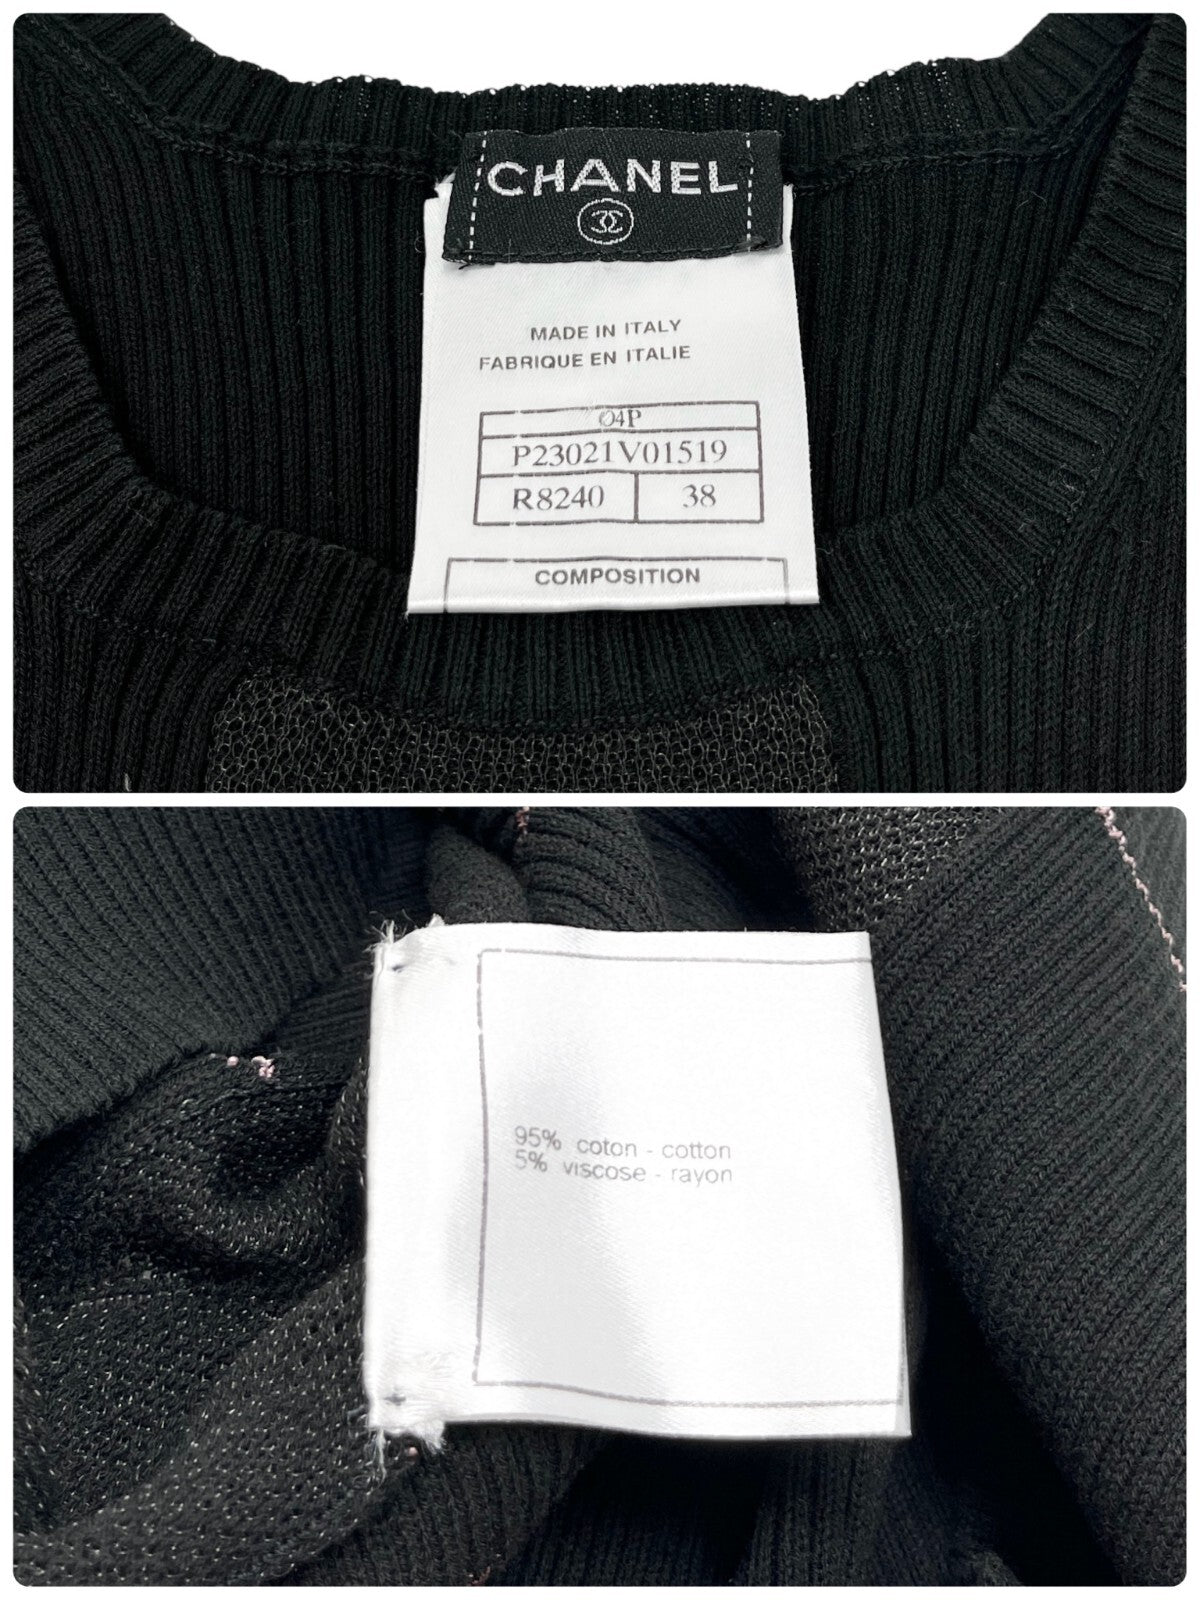 CHANEL
MADE IN ITALY
FABRIQUE EN ITALIE
04P
P23021V01519
R8240 38
COMPOSITION
95% coton - cotton
5% viscose - rayon